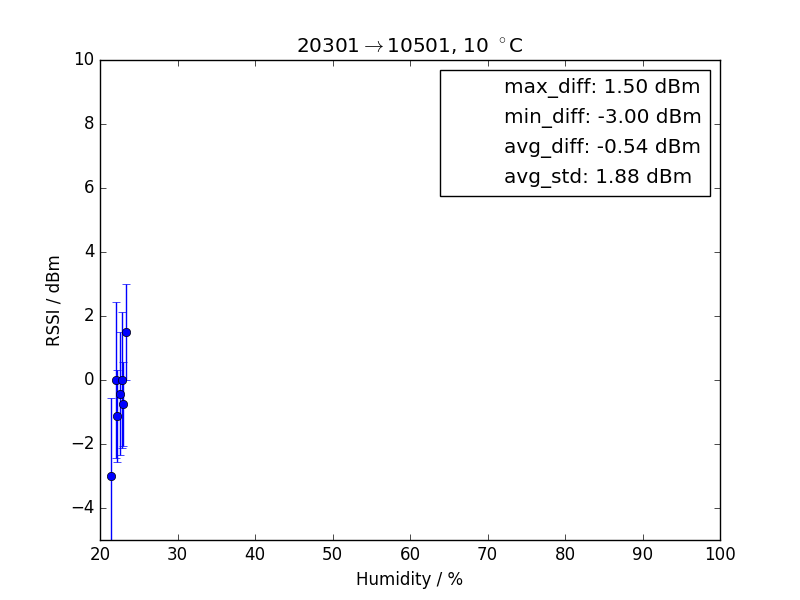 20301→10501, 10 °C
max_diff: 1.50 dBm
min_diff: -3.00 dBm
avg_diff: -0.54 dBm
avg_std: 1.88 dBm
RSSI / dBm
10
8
6
4
2
0
−2
−4
20 30 40 50 60 70 80 90 100
Humidity / %